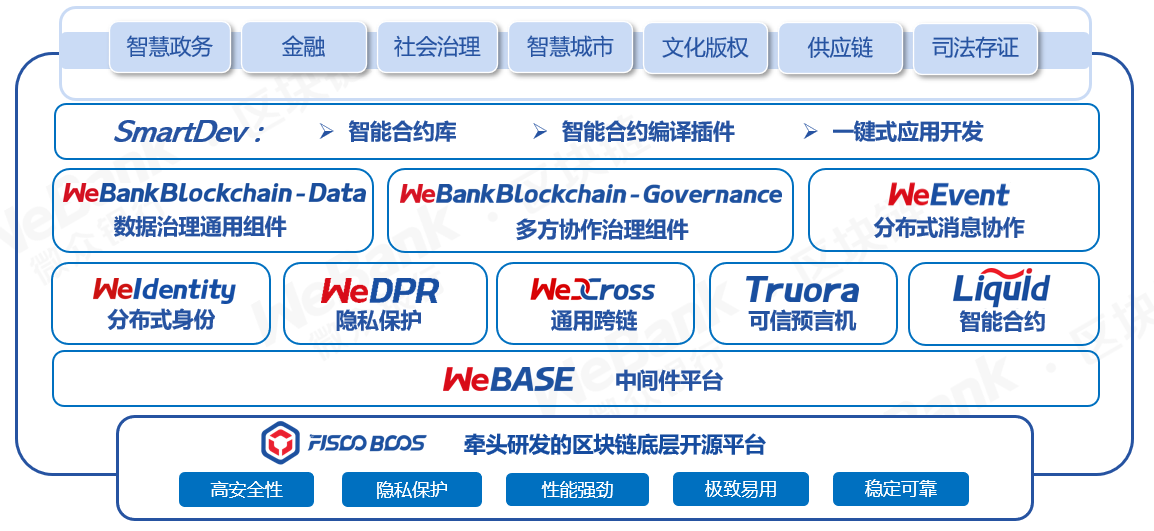 智慧政务 金融 社会治理 智慧城市 文化版权 供应链 司法存证
SmartDev： 智能合约库 智能合约编译插件 一键式应用开发
WeBankBlockchain-Data WeBankBlockchain-Governance WeEvent
数据治理通用组件 多方协作治理组件 分布式消息协作
WeIdentity WeDPR WeCross Truora Liquid
分布式身份 隐私保护 通用跨链 可信预言机 智能合约
WeBASE 中间件平台
FISCO BCOS 牵头研发的区块链底层开源平台
高安全性 隐私保护 性能强劲 极致易用 稳定可靠